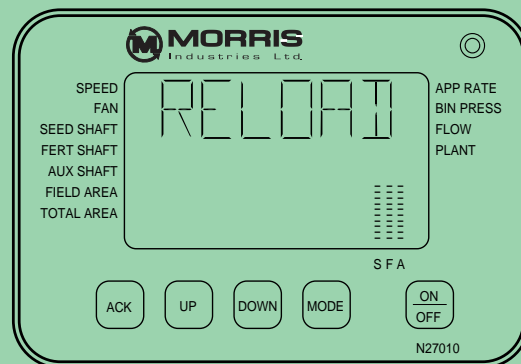 MORRIS
Industries Ltd.
SPEED
FAN
SEED SHAFT
FERT SHAFT
AUX SHAFT
FIELD AREA
TOTAL AREA
RELOAD
APP RATE
BIN PRESS
FLOW
PLANT
S F A
ACK
UP
DOWN
MODE
ON
OFF
N27010